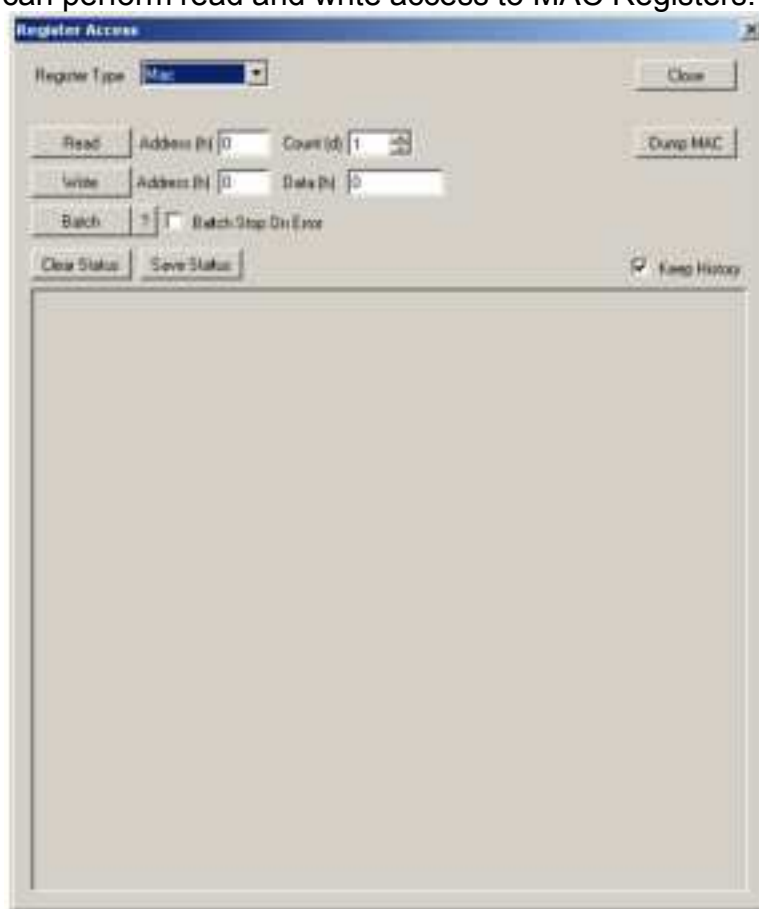 can perform read and write access to MAC Registers.
Register Access
Register Type Mac Close
Read Address (h) 0 Count (d) 1 Dump MAC
Write Address (h) 0 Data (h) 0
Batch ? Batch Stop On Error
Clear Status Save Status Keep History